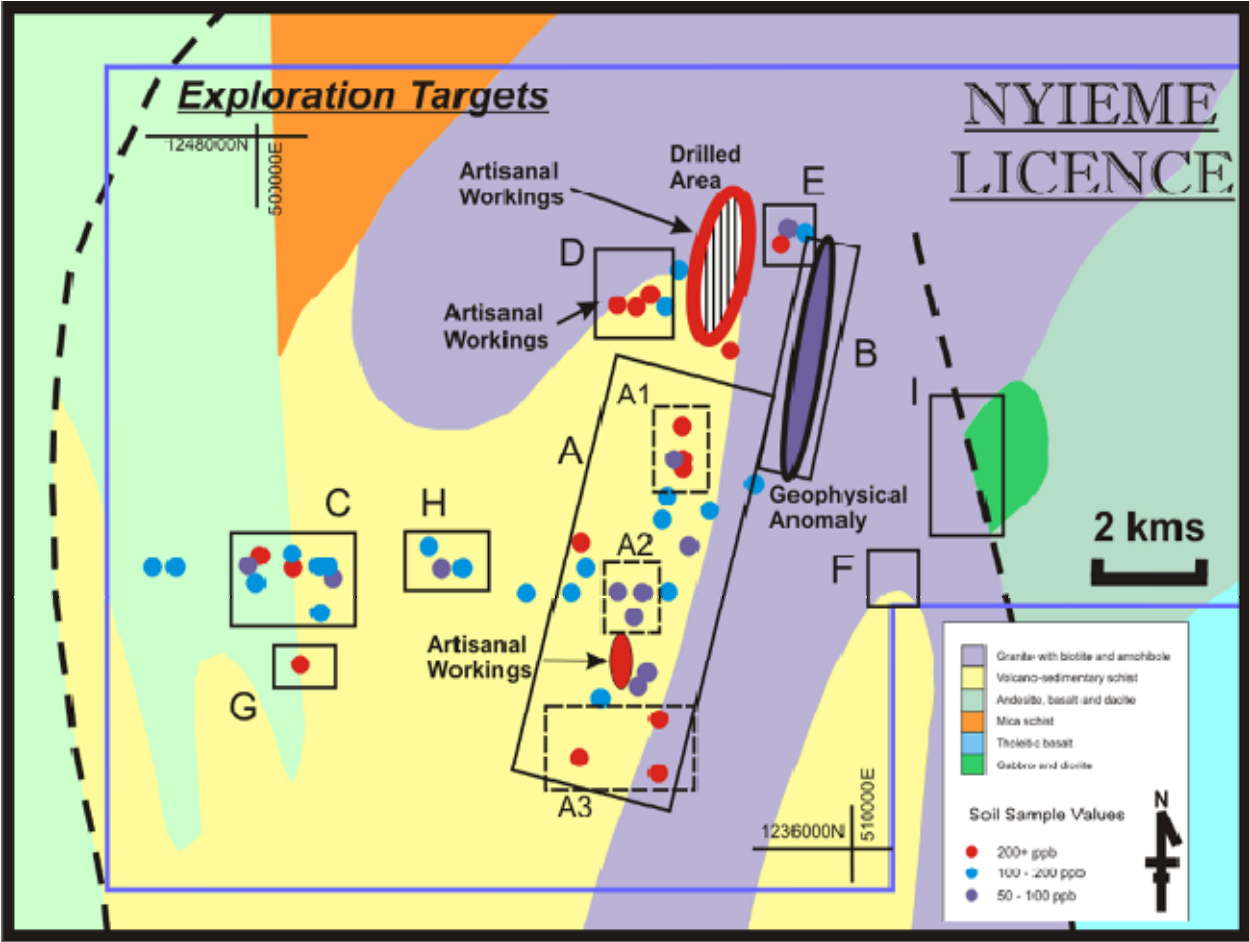 Exploration Targets
NYIEME
LICENCE
1248000N
500000E
Artisanal
Workings
Drilled
Area
E
D
Artisanal
Workings
B
A1
I
A
Geophysical
Anomaly
C
H
2 kms
A2
F
Artisanal
Workings
G
A3
1236000N
510000E
Granite with biotite and amphibole
Volcano-sedimentary schist
Andesite, basalt and dacite
Mica schist
Tholeitic basalt
Gabbro and diorite
Soil Sample Values
N
200+ ppb
100 - 200 ppb
50 - 100 ppb